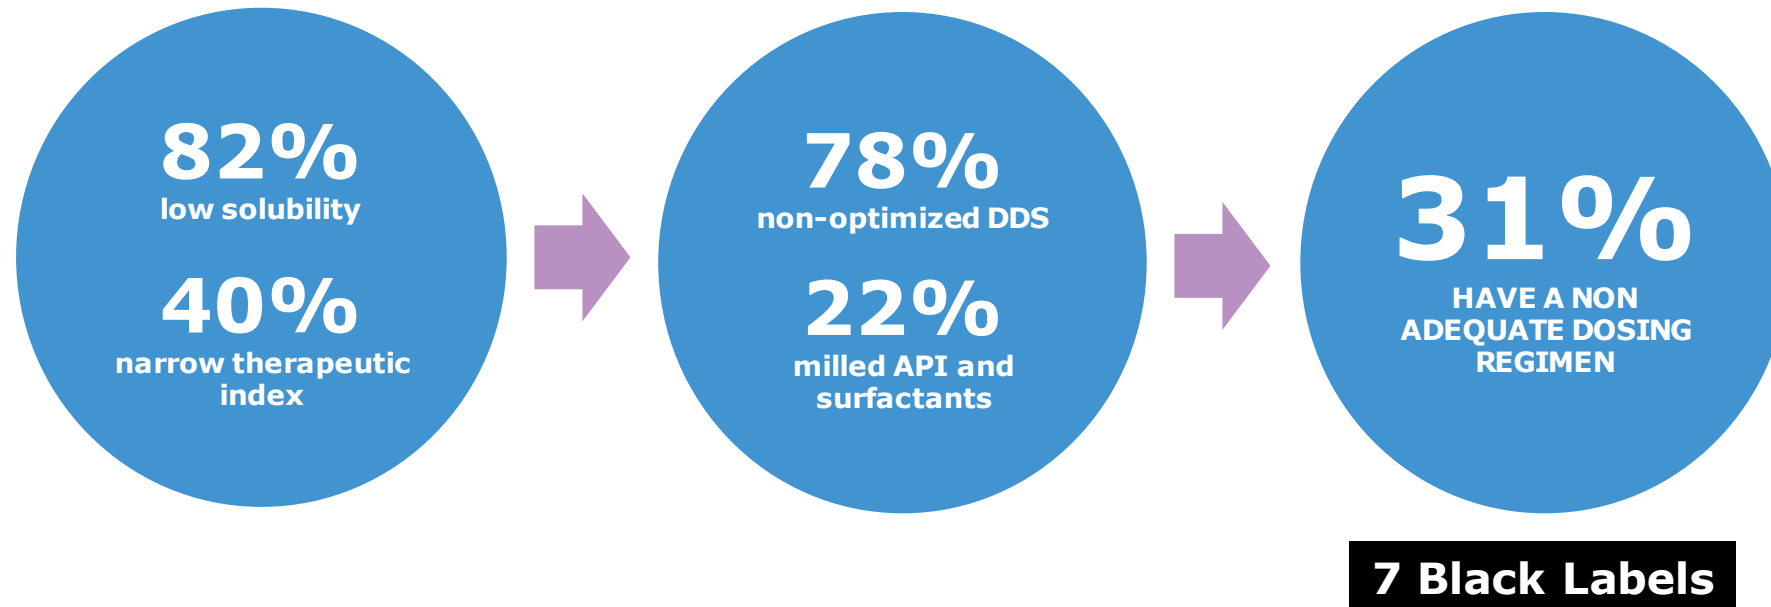 82%
low solubility
40%
narrow therapeutic
index
78%
non-optimized DDS
22%
milled API and
surfactants
31%
HAVE A NON
ADEQUATE DOSING
REGIMEN
7 Black Labels